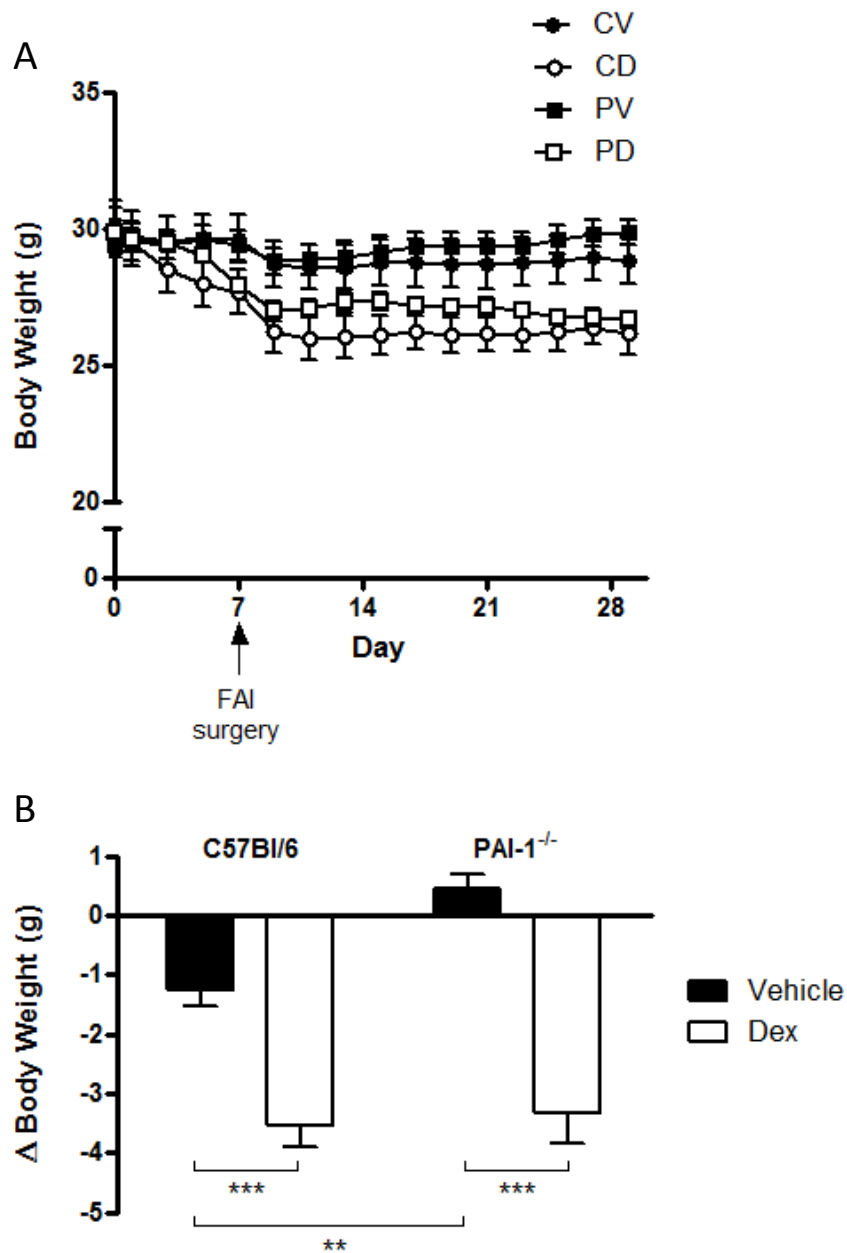 A
CV
CD
PV
PD
35
30
25
20
0
Body Weight (g)
0 7 14 21 28
Day
FAI
surgery
B
C57Bl/6 PAI-1-/-
1
0
-1
-2
-3
-4
-5
Δ Body Weight (g)
Vehicle
Dex
*** ***
**